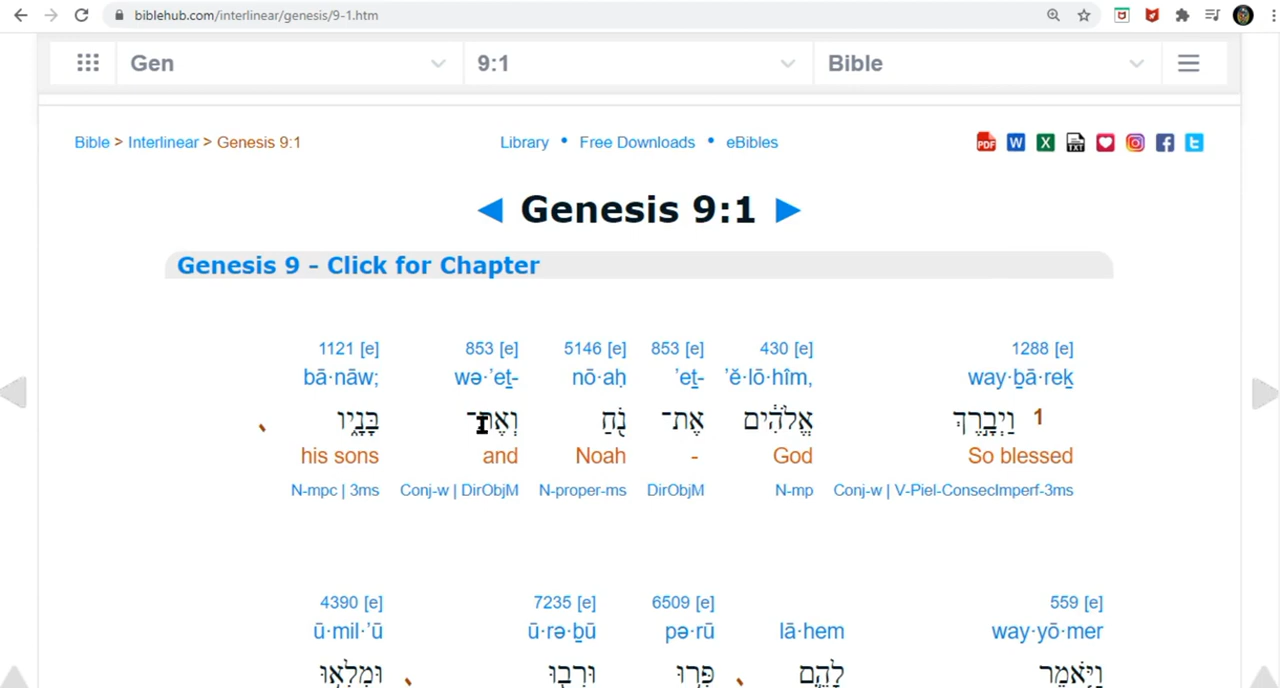 biblehub.com/interlinear/genesis/9-1.htm
Gen 9:1 Bible
Bible > Interlinear > Genesis 9:1 Library • Free Downloads • eBibles
PDF W X TXT
◄ Genesis 9:1 ►
Genesis 9 - Click for Chapter
1121 [e] 853 [e] 5146 [e] 853 [e] 430 [e] 1288 [e]
bā·nāw; wə·’eṯ- nō·aḥ ’eṯ- ’ĕ·lō·hîm, way·ḇā·reḵ
1 וַיְבָ֣רֶךְ אֱלֹהִ֔ים אֶת־ נֹ֖חַ וְאֶת־ בָּנָ֑יו
his sons and Noah - God So blessed
N-mpc | 3ms Conj-w | DirObjM N-proper-ms DirObjM N-mp Conj-w | V-Piel-ConsecImperf-3ms
4390 [e] 7235 [e] 6509 [e] 559 [e]
ū·mil·’ū ū·rə·ḇū pə·rū lā·hem way·yō·mer
וַיֹּ֧אמֶר לָהֶ֛ם פְּר֥וּ וּרְב֖וּ וּמִלְא֥וּ